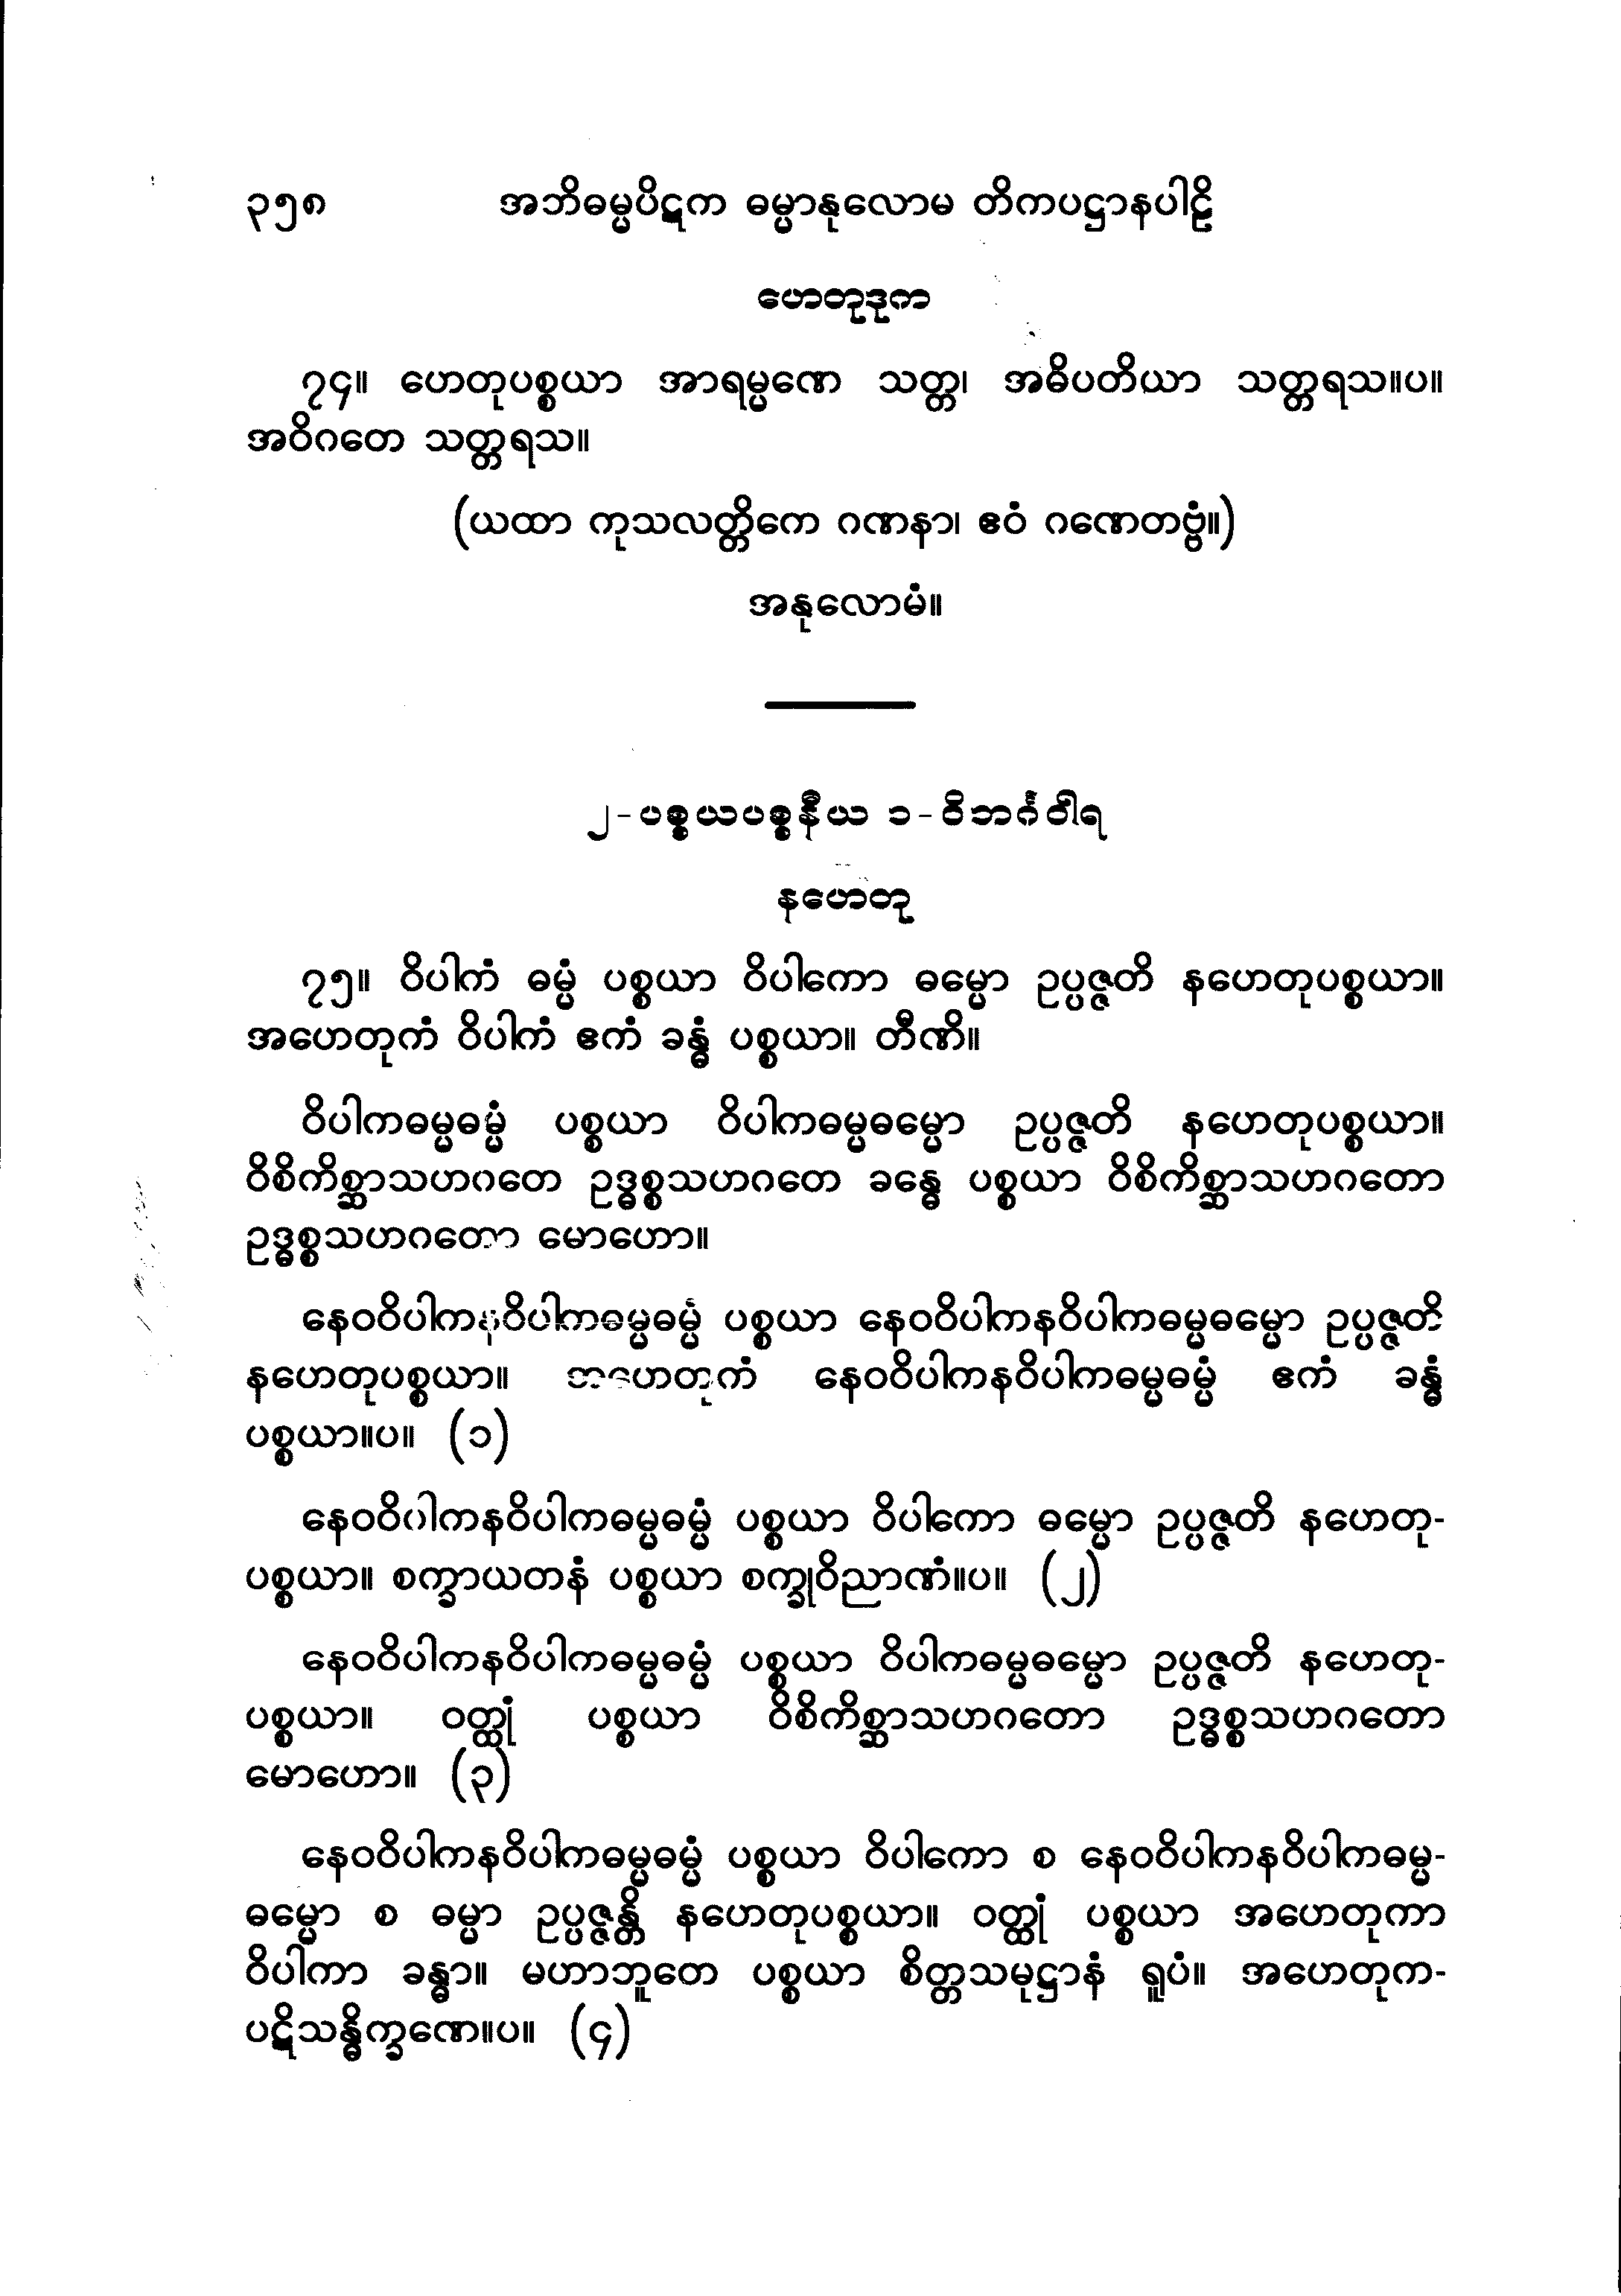 ၃၅၈ အဘိဓမ္မပိဋက ဓမ္မာနုလောမ တိကပဋ္ဌာနပါဠိ
ဟေတုဒုက
၇၄။ ဟေတုပစ္စယာ အာရမ္မဏေ သတ္တ၊ အဓိပတိယာ သတ္တရသ။ပ။
အဝိဂတေ သတ္တရသ။
(ယထာ ကုသလတ္တိကေ ဂဏနာ၊ ဧဝံ ဂဏေတဗ္ဗံ။)
အနုလောမံ။
၂-ပစ္စယပစ္စနီယ ၁-ဝိဘင်္ဂဝါရ
နဟေတု
၇၅။ ဝိပါကံ ဓမ္မံ ပစ္စယာ ဝိပါကော ဓမ္မော ဥပ္ပဇ္ဇတိ နဟေတုပစ္စယာ။
အဟေတုကံ ဝိပါကံ ဧကံ ခန္ဓံ ပစ္စယာ။ တီဏိ။
ဝိပါကဓမ္မဓမ္မံ ပစ္စယာ ဝိပါကဓမ္မဓမ္မော ဥပ္ပဇ္ဇတိ နဟေတုပစ္စယာ။
ဝိစိကိစ္ဆာသဟဂတေ ဥဒ္ဓစ္စသဟဂတေ ခန္ဓေ ပစ္စယာ ဝိစိကိစ္ဆာသဟဂတော
ဥဒ္ဓစ္စသဟဂတော မောဟော။
နေဝဝိပါကနဝိပါကဓမ္မဓမ္မံ ပစ္စယာ နေဝဝိပါကနဝိပါကဓမ္မဓမ္မော ဥပ္ပဇ္ဇတိ
နဟေတုပစ္စယာ။ အဟေတုကံ နေဝဝိပါကနဝိပါကဓမ္မဓမ္မံ ဧကံ ခန္ဓံ
ပစ္စယာ။ပ။ (၁)
နေဝဝိပါကနဝိပါကဓမ္မဓမ္မံ ပစ္စယာ ဝိပါကော ဓမ္မော ဥပ္ပဇ္ဇတိ နဟေတု-
ပစ္စယာ။ စက္ခာယတနံ ပစ္စယာ စက္ခုဝိညာဏံ။ပ။ (၂)
နေဝဝိပါကနဝိပါကဓမ္မဓမ္မံ ပစ္စယာ ဝိပါကဓမ္မဓမ္မော ဥပ္ပဇ္ဇတိ နဟေတု-
ပစ္စယာ။ ဝတ္ထုံ ပစ္စယာ ဝိစိကိစ္ဆာသဟဂတော ဥဒ္ဓစ္စသဟဂတော
မောဟော။ (၃)
နေဝဝိပါကနဝိပါကဓမ္မဓမ္မံ ပစ္စယာ ဝိပါကော စ နေဝဝိပါကနဝိပါကဓမ္မ-
ဓမ္မော စ ဓမ္မာ ဥပ္ပဇ္ဇန္တိ နဟေတုပစ္စယာ။ ဝတ္ထုံ ပစ္စယာ အဟေတုကာ
ဝိပါကာ ခန္ဓာ။ မဟာဘူတေ ပစ္စယာ စိတ္တသမုဋ္ဌာနံ ရူပံ။ အဟေတုက-
ပဋိသန္ဓိက္ခဏေ။ပ။ (၄)